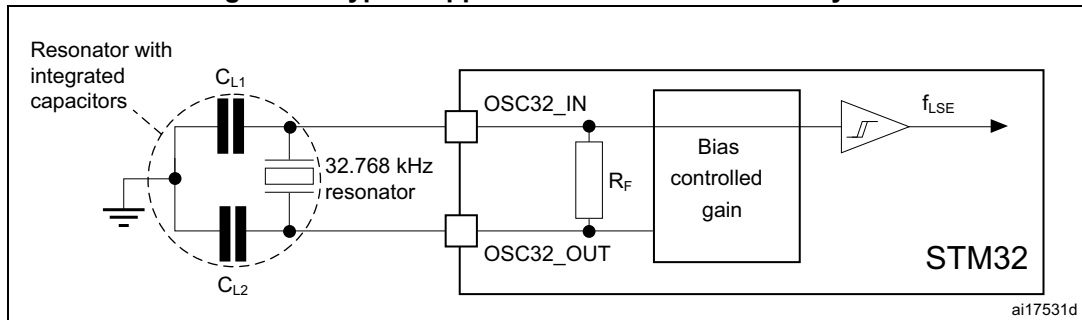 Resonator with
integrated
capacitors
CL1
OSC32_IN
fLSE
Bias
controlled
gain
32.768 kHz
resonator
RF
OSC32_OUT
STM32
CL2
ai17531d